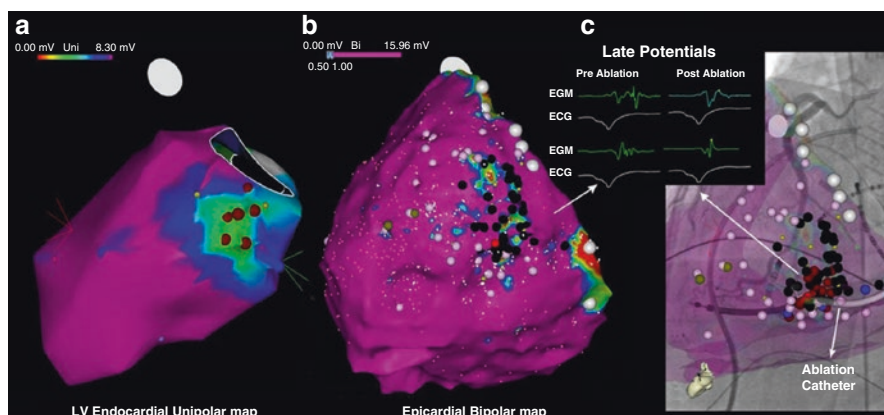 a
0.00 mV Uni 8.30 mV
LV Endocardial Unipolar map
b
0.00 mV Bi 15.96 mV
0.50 1.00
Epicardial Bipolar map
c
Late Potentials
Pre Ablation Post Ablation
EGM
ECG
EGM
ECG
Ablation
Catheter